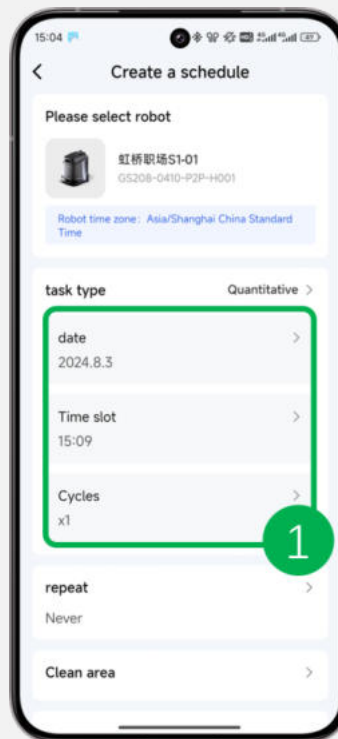 15:04
Create a schedule
Please select robot
虹桥职场S1-01
GS208-0410-P2P-H001
Robot time zone: Asia/Shanghai China Standard
Time
task type Quantitative
date
2024.8.3
Time slot
15:09
Cycles
x1
1
repeat
Never
Clean area